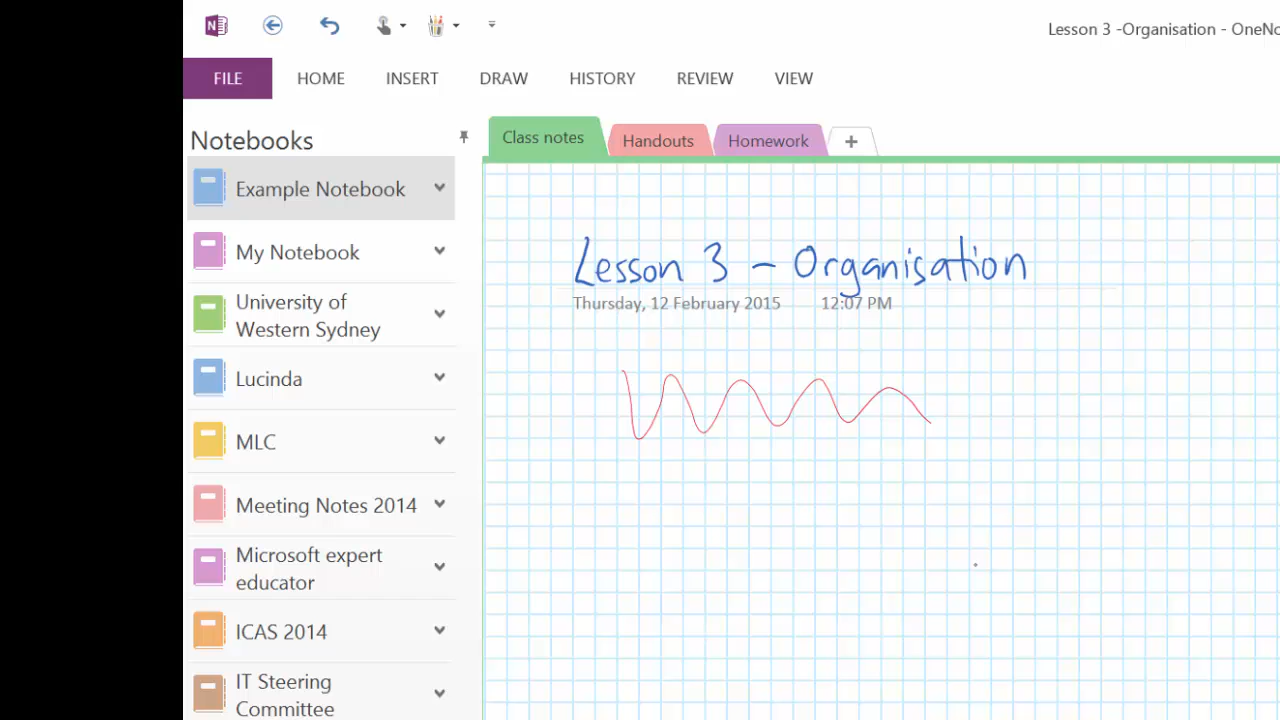 Lesson 3 -Organisation - OneNo
FILE HOME INSERT DRAW HISTORY REVIEW VIEW
Notebooks
Example Notebook
My Notebook
University of
Western Sydney
Lucinda
MLC
Meeting Notes 2014
Microsoft expert
educator
ICAS 2014
IT Steering
Committee
Class notes Handouts Homework +
Lesson 3 - Organisation
Thursday, 12 February 2015 12:07 PM